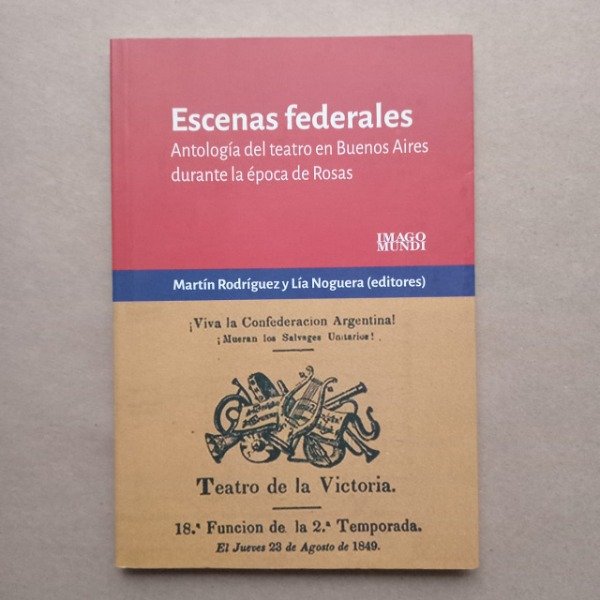 Escenas federales
Antología del teatro en Buenos Aires
durante la época de Rosas
IMAGO
MUNDI
Martín Rodríguez y Lía Noguera (editores)
¡Viva la Confederacion Argentina!
¡Mueran los Salvages Unitarios!
Teatro de la Victoria.
18.ª Funcion de la 2.ª Temporada.
El Jueves 23 de Agosto de 1849.